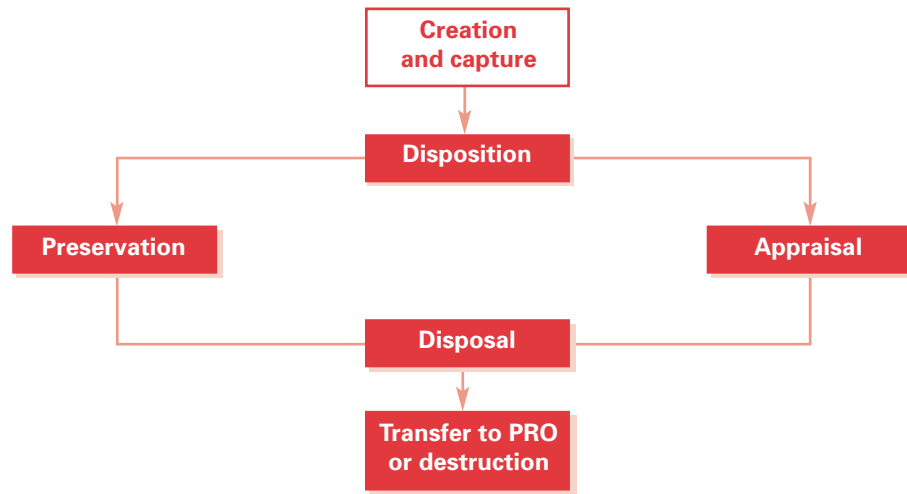 Creation
and capture
Disposition
Preservation
Appraisal
Disposal
Transfer to PRO
or destruction